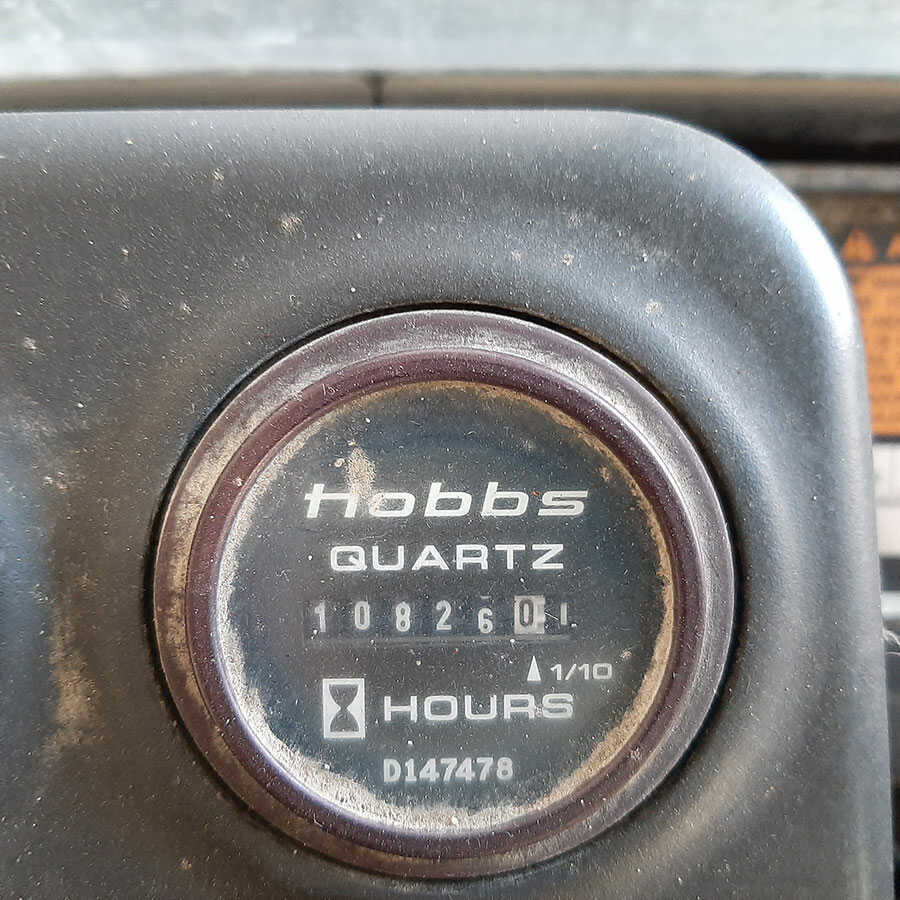 Hobbs
QUARTZ
1082601
1/10
HOURS
D147478